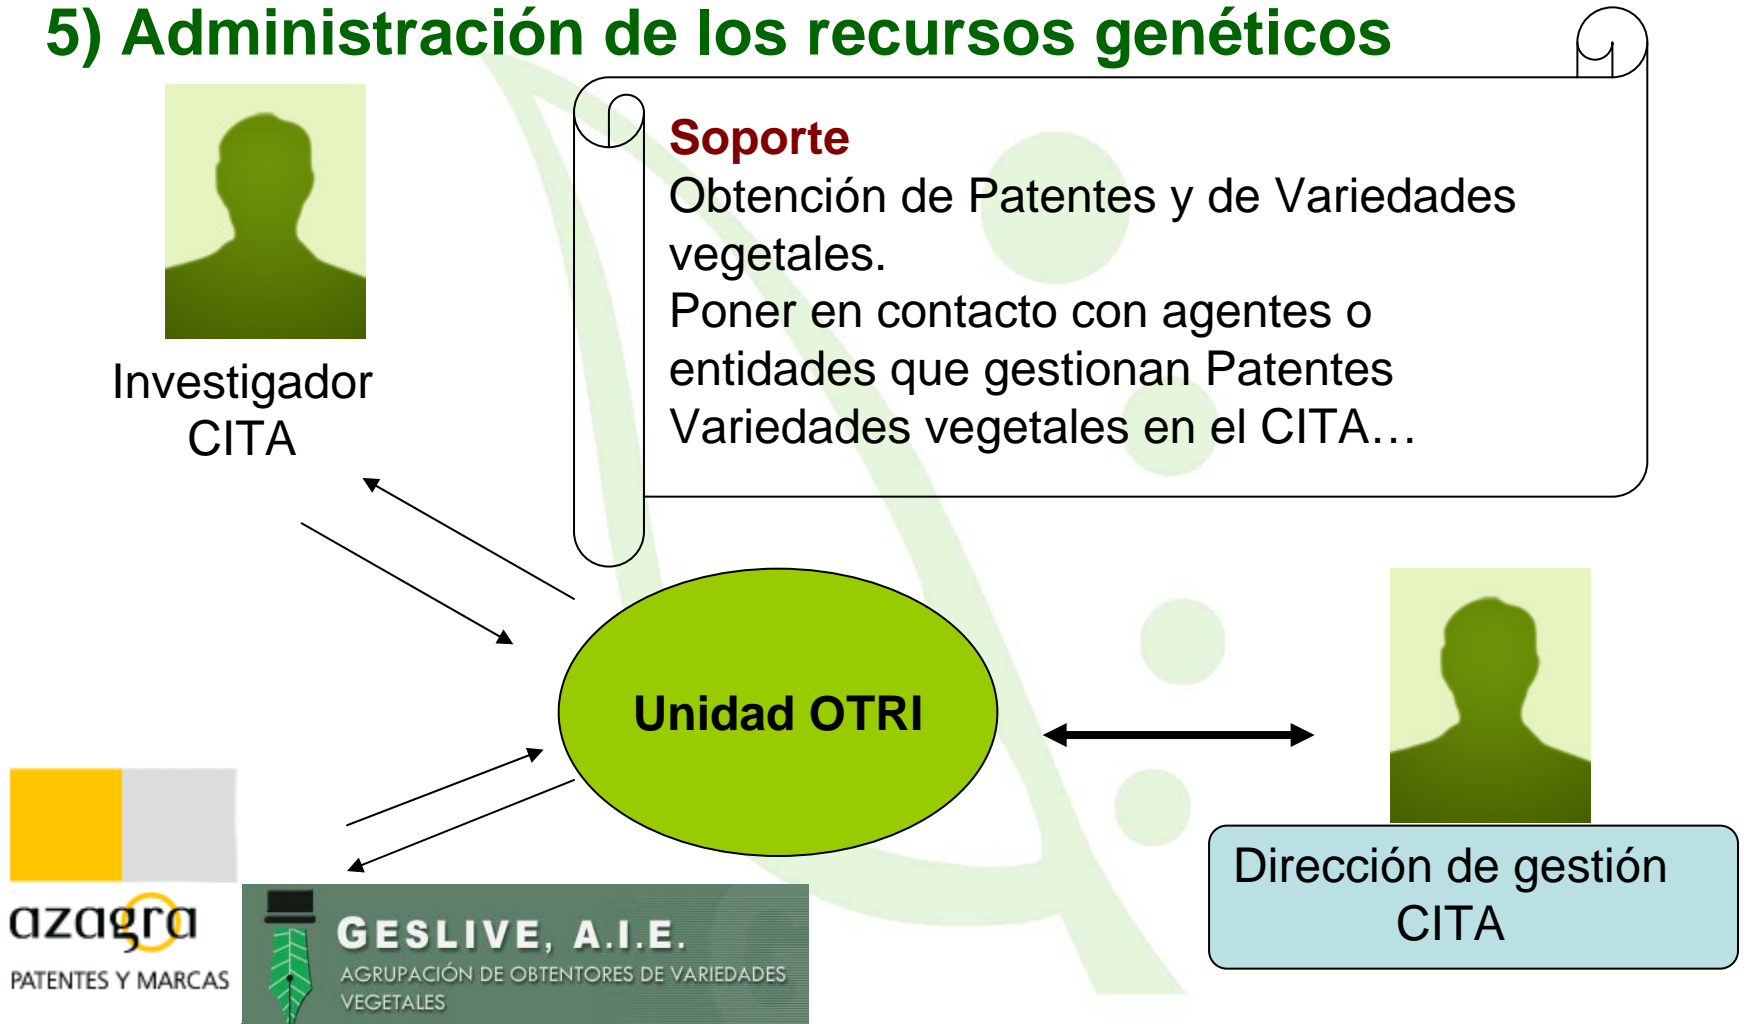 5) Administración de los recursos genéticos
Soporte
Obtención de Patentes y de Variedades
vegetales.
Poner en contacto con agentes o
entidades que gestionan Patentes
Variedades vegetales en el CITA…
Investigador
CITA
Unidad OTRI
Dirección de gestión
CITA
azagra
PATENTES Y MARCAS
GESLIVE, A.I.E.
AGRUPACIÓN DE OBTENTORES DE VARIEDADES
VEGETALES